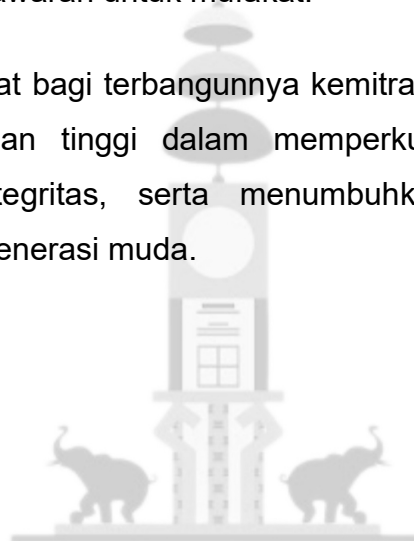 at bagi terbangunnya kemitra
an tinggi dalam memperku
tegritas, serta menumbuhk
enerasi muda.